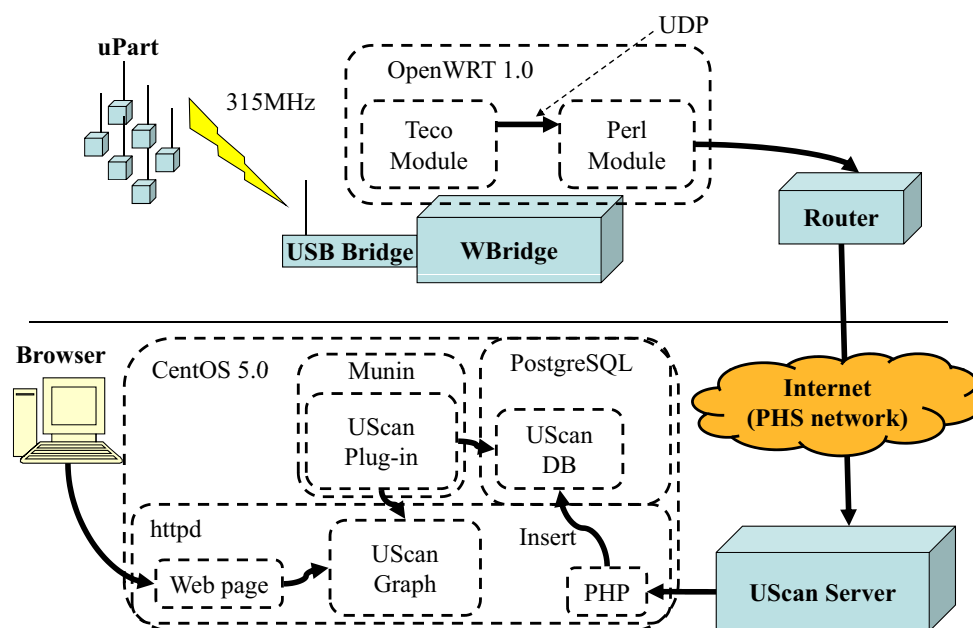 UDP
uPart
OpenWRT 1.0
315MHz
Teco
Module
Perl
Module
Router
USB Bridge
WBridge
Browser
CentOS 5.0
Munin
PostgreSQL
Internet
(PHS network)
UScan
Plug-in
UScan
DB
httpd
Insert
UScan
Graph
Web page
PHP
UScan Server